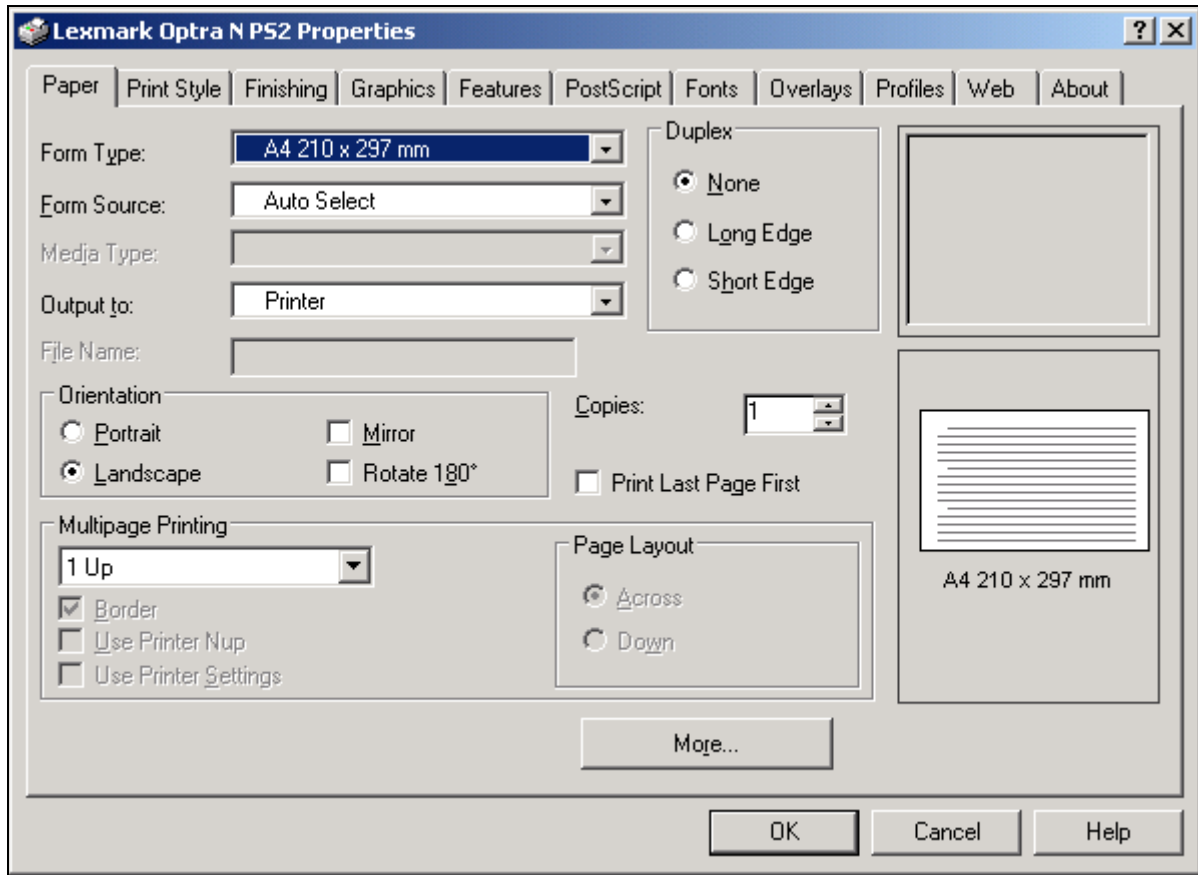 Lexmark Optra N PS2 Properties
Paper Print Style Finishing Graphics Features PostScript Fonts Overlays Profiles Web About
Form Type: A4 210 x 297 mm
Form Source: Auto Select
Media Type:
Output to: Printer
File Name:
Duplex
None
Long Edge
Short Edge
Orientation
Portrait Mirror
Landscape Rotate 180°
Copies: 1
Print Last Page First
Multipage Printing
1 Up
Border
Use Printer Nup
Use Printer Settings
Page Layout
Across
Down
A4 210 x 297 mm
More...
OK Cancel Help